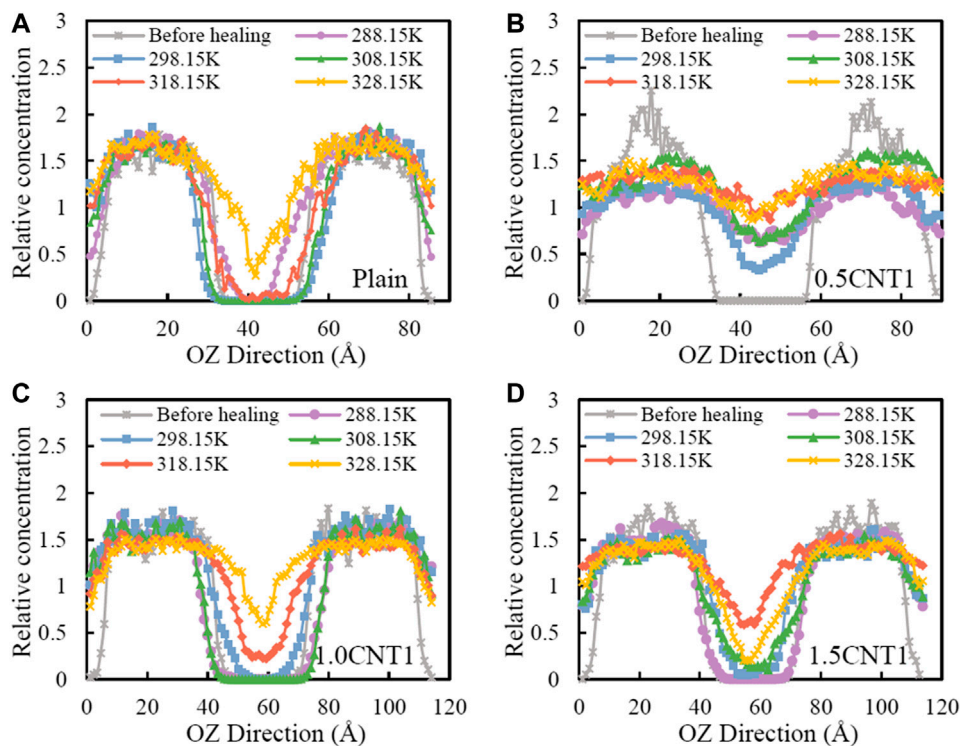 A
3
Before healing 288.15K
298.15K 308.15K
318.15K 328.15K
2.5
2
1.5
1
0.5
0
Relative concentration
Plain
0 20 40 60 80
OZ Direction (Å)
B
3
Before healing 288.15K
298.15K 308.15K
318.15K 328.15K
2.5
2
1.5
1
0.5
0
Relative concentration
0.5CNT1
0 20 40 60 80
OZ Direction (Å)
C
3
Before healing 288.15K
298.15K 308.15K
318.15K 328.15K
2.5
2
1.5
1
0.5
0
Relative concentration
1.0CNT1
0 20 40 60 80 100 120
OZ Direction (Å)
D
3
Before healing 288.15K
298.15K 308.15K
318.15K 328.15K
2.5
2
1.5
1
0.5
0
Relative concentration
1.5CNT1
0 20 40 60 80 100 120
OZ Direction (Å)